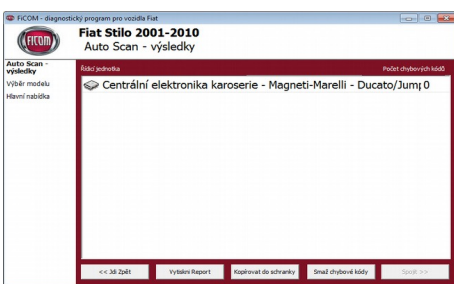 FiCOM - diagnostický program pro vozidla Fiat
FiCOM
Fiat Stilo 2001-2010
Auto Scan - výsledky
Auto Scan -
výsledky
Výběr modelu
Hlavní nabídka
Řídicí jednotka Počet chybových kódů
Centrální elektronika karoserie - Magneti-Marelli - Ducato/Jump 0
<< Jdi Zpět Vytiskni Report Kopírovat do schranky Smaž chybové kódy Spojit >>